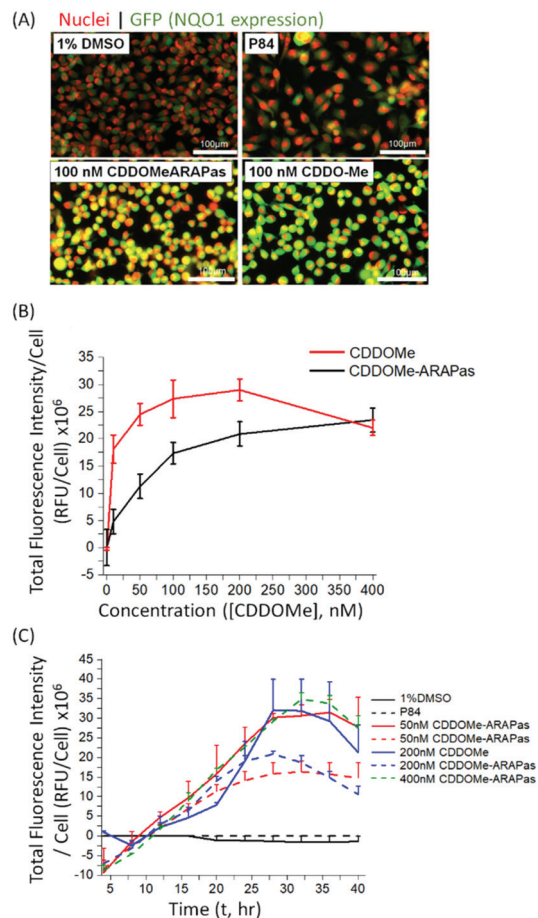 (A)
Nuclei | GFP (NQO1 expression)
1% DMSO
P84
100μm
100μm
100 nM CDDOMeARAPas
100 nM CDDO-Me
100μm
100μm
(B)
Total Fluorescence Intensity/Cell
(RFU/Cell) x10⁶
35
30
25
20
15
10
5
0
-5
CDDOMe
CDDOMe-ARAPas
0 50 100 150 200 250 300 350 400
Concentration ([CDDOMe], nM)
(C)
Total Fluorescence Intensity
/ Cell (RFU/Cell) x10⁶
45
40
35
30
25
20
15
10
5
0
-5
-10
1%DMSO
P84
50nM CDDOMe-ARAPas
50nM CDDOMe-ARAPas
200nM CDDOMe
200nM CDDOMe-ARAPas
400nM CDDOMe-ARAPas
5 10 15 20 25 30 35 40
Time (t, hr)